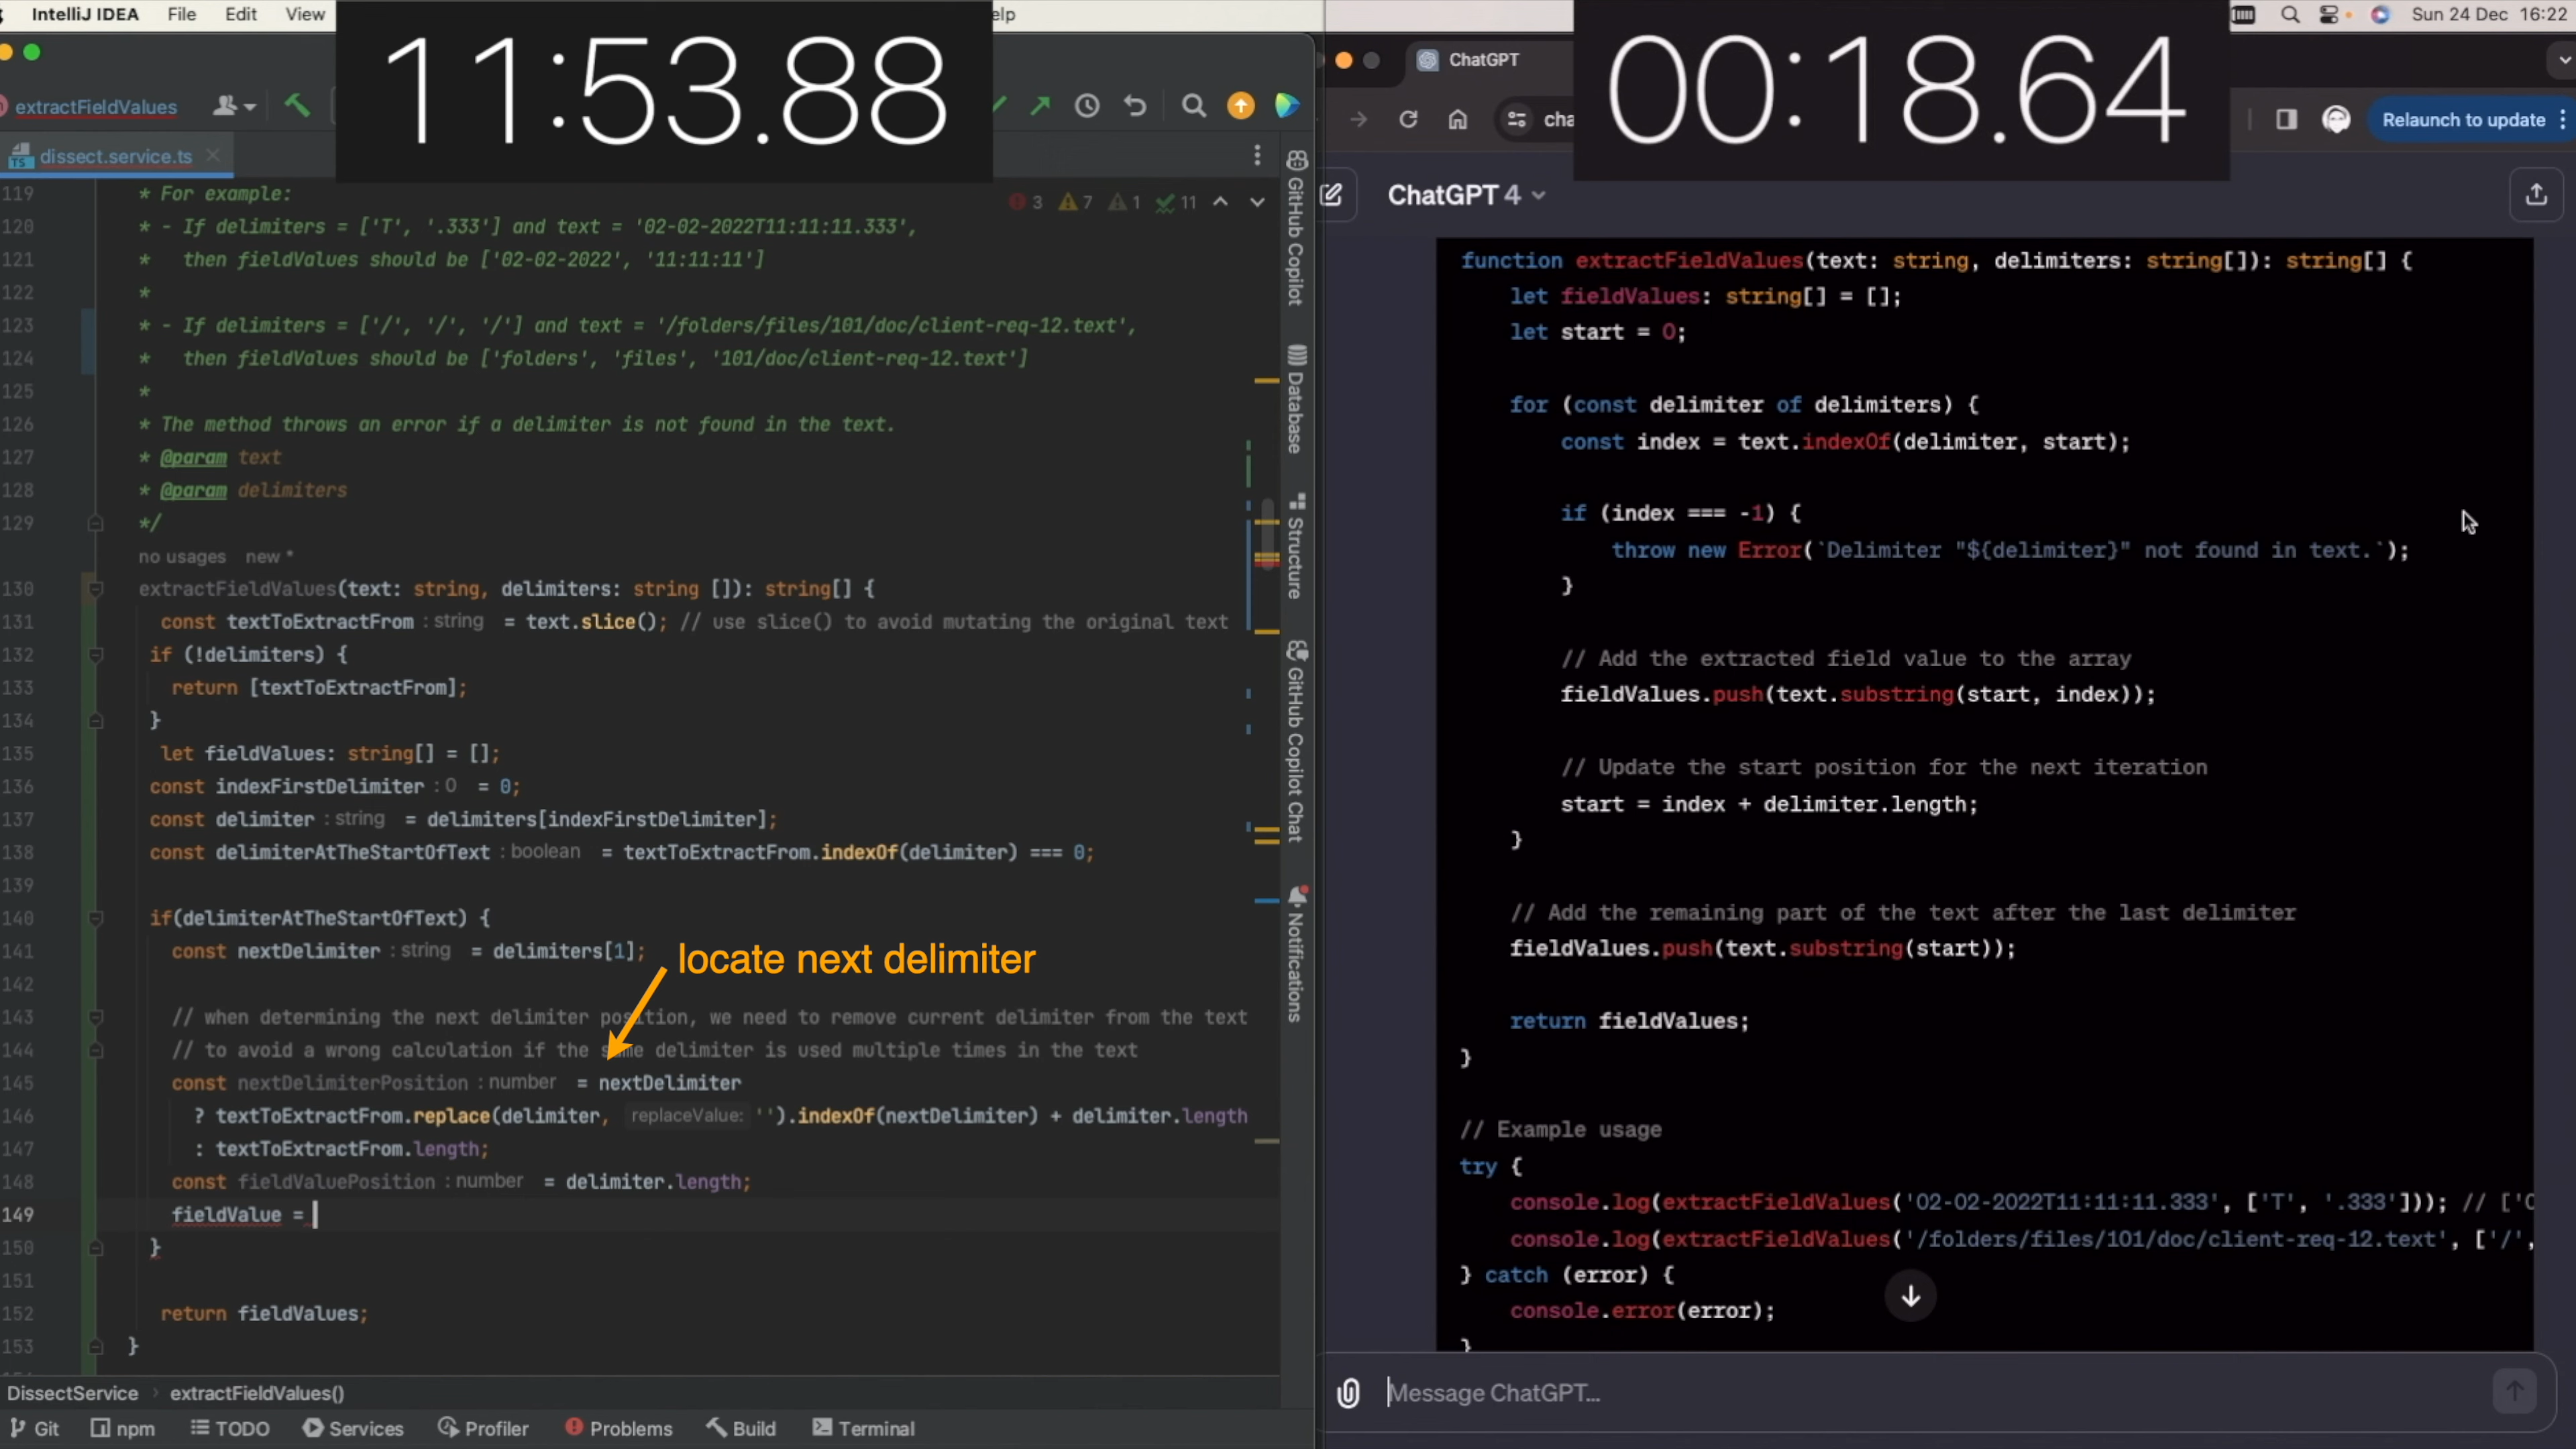 IntelliJ IDEA File Edit View
11:53.88
elp
00:18.64
Sun 24 Dec 16:22
extractFieldValues
ChatGPT
cha
Relaunch to update
dissect.service.ts
3 7 1 11
ChatGPT 4
119 * For example:
120 * - If delimiters = ['T', '.333'] and text = '02-02-2022T11:11:11.333',
121 * then fieldValues should be ['02-02-2022', '11:11:11']
122 *
123 * - If delimiters = ['/', '/', '/'] and text = '/folders/files/101/doc/client-req-12.text',
124 * then fieldValues should be ['folders', 'files', '101/doc/client-req-12.text']
125 *
126 * The method throws an error if a delimiter is not found in the text.
127 * @param text
128 * @param delimiters
129 */
no usages new *
130 extractFieldValues(text: string, delimiters: string []): string[] {
131 const textToExtractFrom : string = text.slice(); // use slice() to avoid mutating the original text
132 if (!delimiters) {
133 return [textToExtractFrom];
134 }
135 let fieldValues: string[] = [];
136 const indexFirstDelimiter : 0 = 0;
137 const delimiter : string = delimiters[indexFirstDelimiter];
138 const delimiterAtTheStartOfText : boolean = textToExtractFrom.indexOf(delimiter) === 0;
139
140 if(delimiterAtTheStartOfText) {
141 const nextDelimiter : string = delimiters[1];
locate next delimiter
142
143 // when determining the next delimiter position, we need to remove current delimiter from the text
144 // to avoid a wrong calculation if the same delimiter is used multiple times in the text
145 const nextDelimiterPosition : number = nextDelimiter
146 ? textToExtractFrom.replace(delimiter, replaceValue: '').indexOf(nextDelimiter) + delimiter.length
147 : textToExtractFrom.length;
148 const fieldValuePosition : number = delimiter.length;
149 fieldValue =
150 }
151
152 return fieldValues;
153 }
DissectService extractFieldValues()
Git npm TODO Services Profiler Problems Build Terminal
GitHub Copilot
Database
Structure
GitHub Copilot Chat
Notifications
function extractFieldValues(text: string, delimiters: string[]): string[] {
let fieldValues: string[] = [];
let start = 0;
for (const delimiter of delimiters) {
const index = text.indexOf(delimiter, start);
if (index === -1) {
throw new Error(`Delimiter "${delimiter}" not found in text.`);
}
// Add the extracted field value to the array
fieldValues.push(text.substring(start, index));
// Update the start position for the next iteration
start = index + delimiter.length;
}
// Add the remaining part of the text after the last delimiter
fieldValues.push(text.substring(start));
return fieldValues;
}
// Example usage
try {
console.log(extractFieldValues('02-02-2022T11:11:11.333', ['T', '.333'])); // ['0
console.log(extractFieldValues('/folders/files/101/doc/client-req-12.text', ['/',
} catch (error) {
console.error(error);
}
Message ChatGPT...